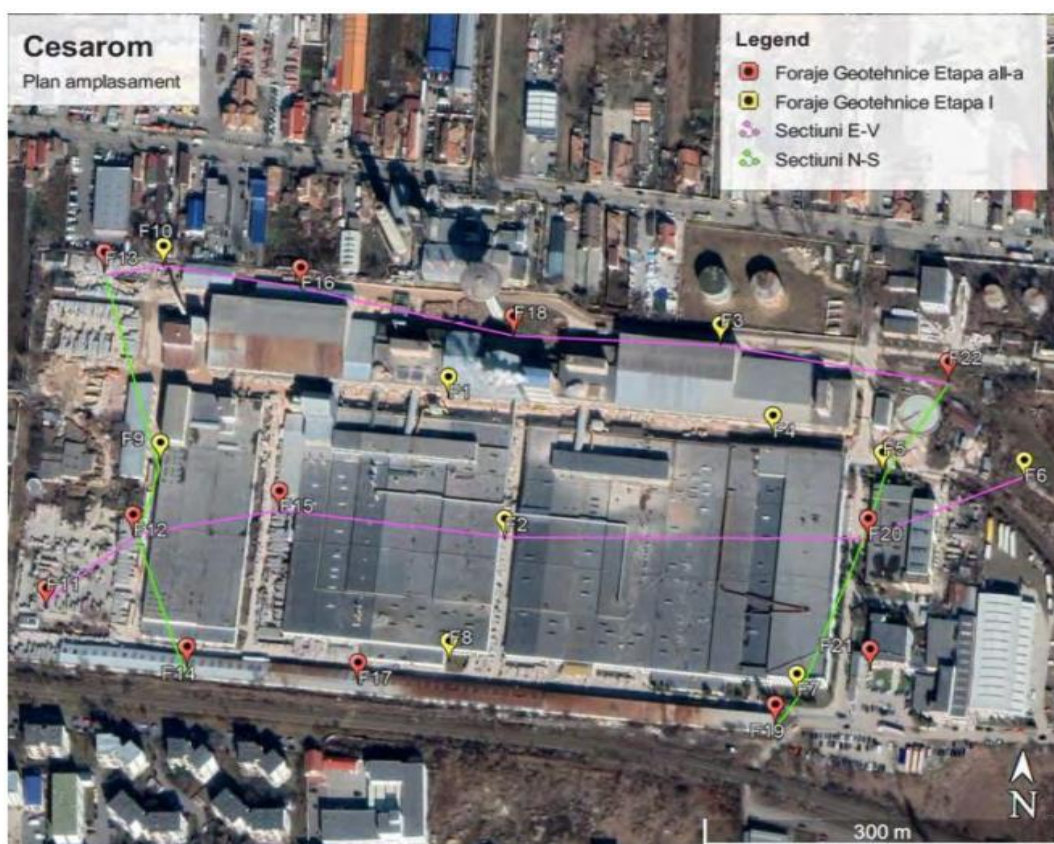 Cesarom
Plan amplasament
Legend
Foraje Geotehnice Etapa aII-a
Foraje Geotehnice Etapa I
Sectiuni E-V
Sectiuni N-S
F10
F13
F16
F18
F3
F22
F1
F4
F9
F5
F6
F15
F2
F12
F20
F11
F8
F21
F14
F17
F7
F19
N
300 m